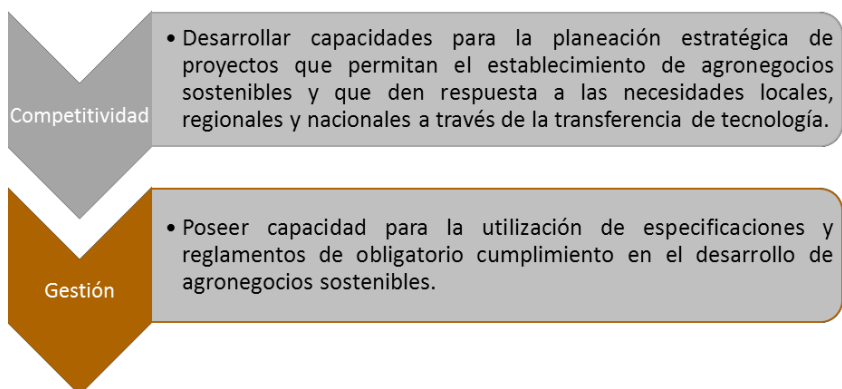 Competitividad
• Desarrollar capacidades para la planeación estratégica de
proyectos que permitan el establecimiento de agronegocios
sostenibles y que den respuesta a las necesidades locales,
regionales y nacionales a través de la transferencia de tecnología.
Gestión
• Poseer capacidad para la utilización de especificaciones y
reglamentos de obligatorio cumplimiento en el desarrollo de
agronegocios sostenibles.